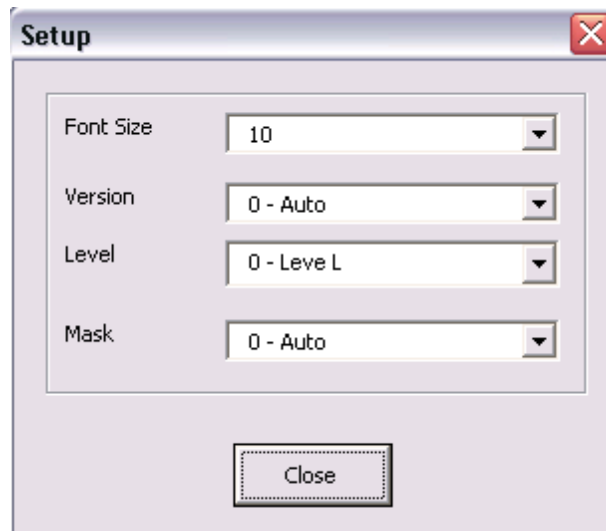 Setup
Font Size 10
Version 0 - Auto
Level 0 - Leve L
Mask 0 - Auto
Close